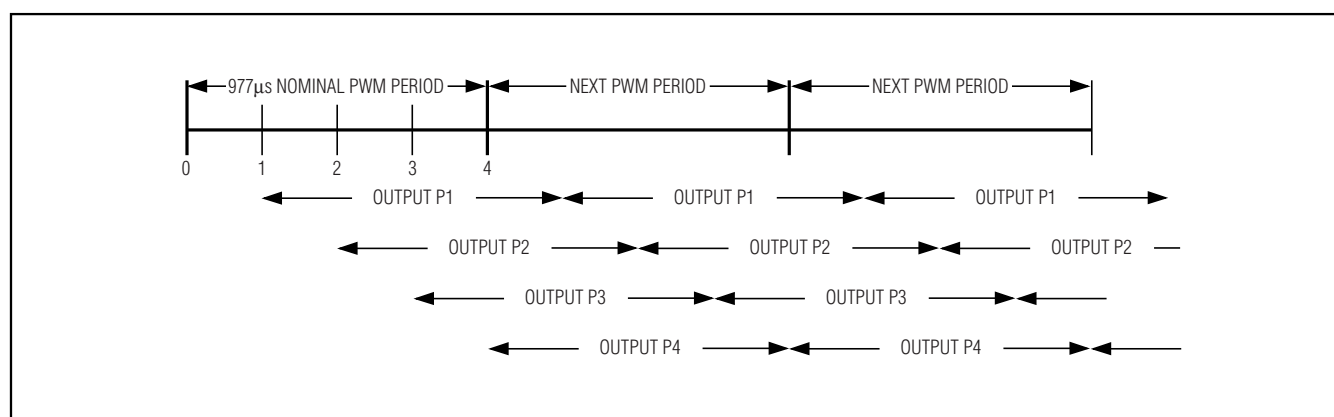 977μs NOMINAL PWM PERIOD NEXT PWM PERIOD NEXT PWM PERIOD
0 1 2 3 4
OUTPUT P1 OUTPUT P1 OUTPUT P1
OUTPUT P2 OUTPUT P2 OUTPUT P2
OUTPUT P3 OUTPUT P3
OUTPUT P4 OUTPUT P4